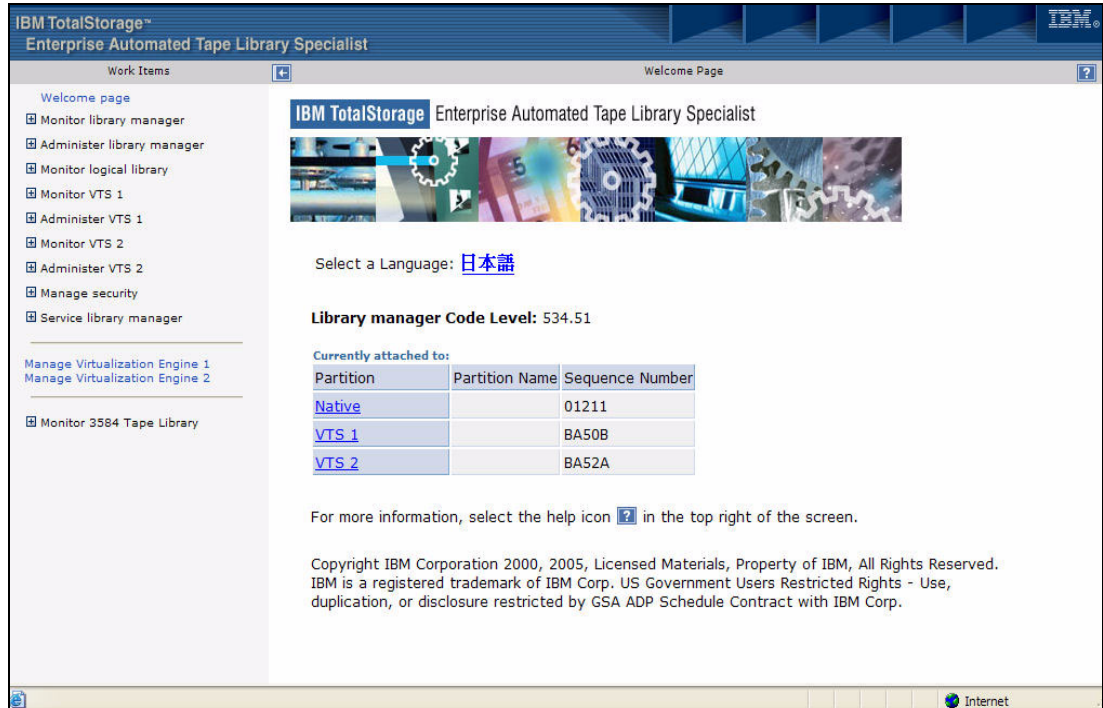 IBM TotalStorage™
Enterprise Automated Tape Library Specialist
IBM®
Work Items
Welcome Page
?
Welcome page
Monitor library manager
Administer library manager
Monitor logical library
Monitor VTS 1
Administer VTS 1
Monitor VTS 2
Administer VTS 2
Manage security
Service library manager
Manage Virtualization Engine 1
Manage Virtualization Engine 2
Monitor 3584 Tape Library
IBM TotalStorage Enterprise Automated Tape Library Specialist
Select a Language: 日本語
Library manager Code Level: 534.51
Currently attached to:
Partition Partition Name Sequence Number
Native 01211
VTS 1 BA50B
VTS 2 BA52A
For more information, select the help icon ? in the top right of the screen.
Copyright IBM Corporation 2000, 2005, Licensed Materials, Property of IBM, All Rights Reserved.
IBM is a registered trademark of IBM Corp. US Government Users Restricted Rights - Use,
duplication, or disclosure restricted by GSA ADP Schedule Contract with IBM Corp.
Internet